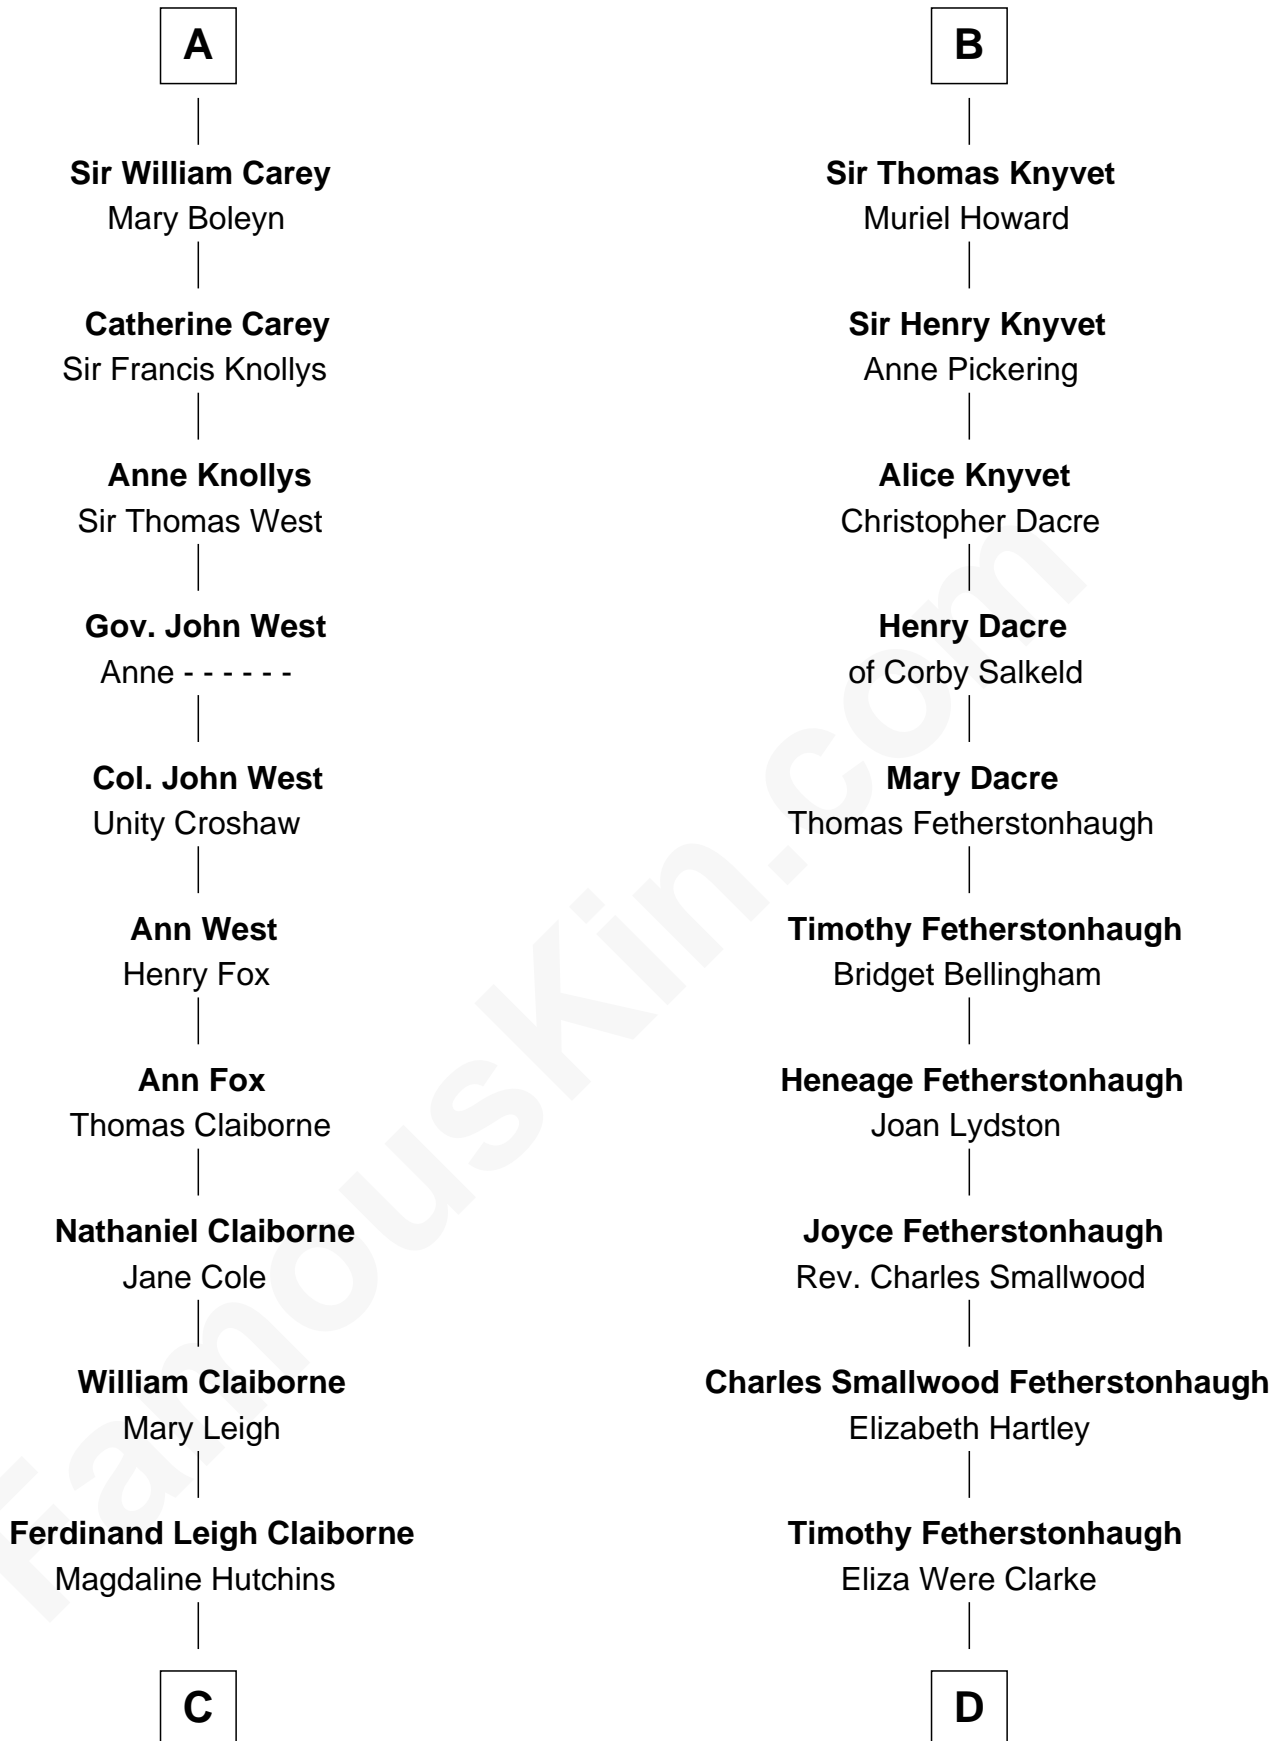 A
Sir William Carey
Mary Boleyn
Catherine Carey
Sir Francis Knollys
Anne Knollys
Sir Thomas West
Gov. John West
Anne - - - - - -
Col. John West
Unity Croshaw
Ann West
Henry Fox
Ann Fox
Thomas Claiborne
Nathaniel Claiborne
Jane Cole
William Claiborne
Mary Leigh
Ferdinand Leigh Claiborne
Magdaline Hutchins
C
B
Sir Thomas Knyvet
Muriel Howard
Sir Henry Knyvet
Anne Pickering
Alice Knyvet
Christopher Dacre
Henry Dacre
of Corby Salkeld
Mary Dacre
Thomas Fetherstonhaugh
Timothy Fetherstonhaugh
Bridget Bellingham
Heneage Fetherstonhaugh
Joan Lydston
Joyce Fetherstonhaugh
Rev. Charles Smallwood
Charles Smallwood Fetherstonhaugh
Elizabeth Hartley
Timothy Fetherstonhaugh
Eliza Were Clarke
D
FamousKin.com